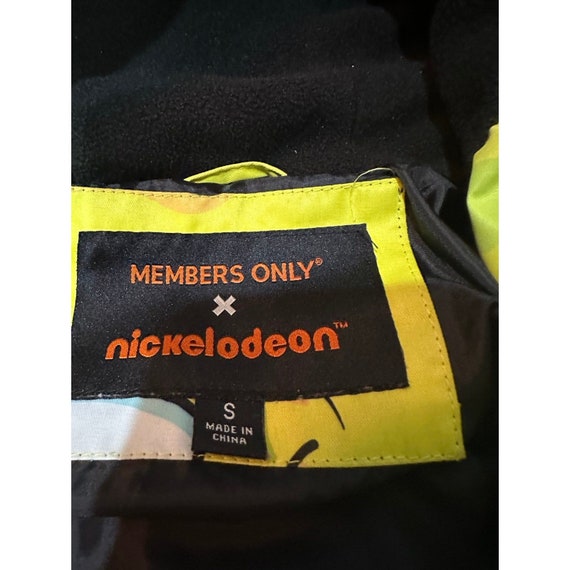 MEMBERS ONLY®
×
nickelodeon™
S
MADE IN
CHINA